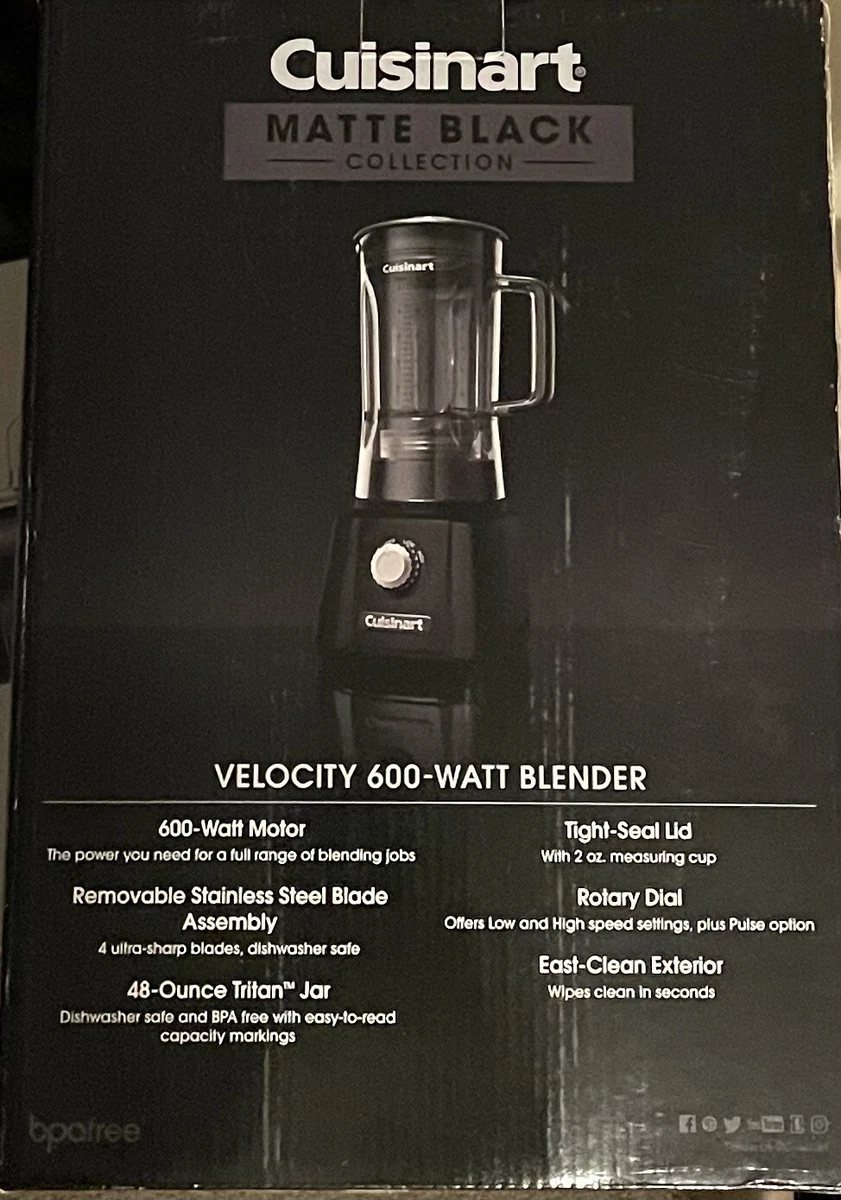 Cuisinart®
MATTE BLACK
COLLECTION
Cuisinart
Cuisinart
VELOCITY 600-WATT BLENDER
600-Watt Motor
The power you need for a full range of blending jobs
Removable Stainless Steel Blade
Assembly
4 ultra-sharp blades, dishwasher safe
48-Ounce Tritan™ Jar
Dishwasher safe and BPA free with easy-to-read
capacity markings
Tight-Seal Lid
With 2 oz. measuring cup
Rotary Dial
Offers Low and High speed settings, plus Pulse option
East-Clean Exterior
Wipes clean in seconds
bpafree